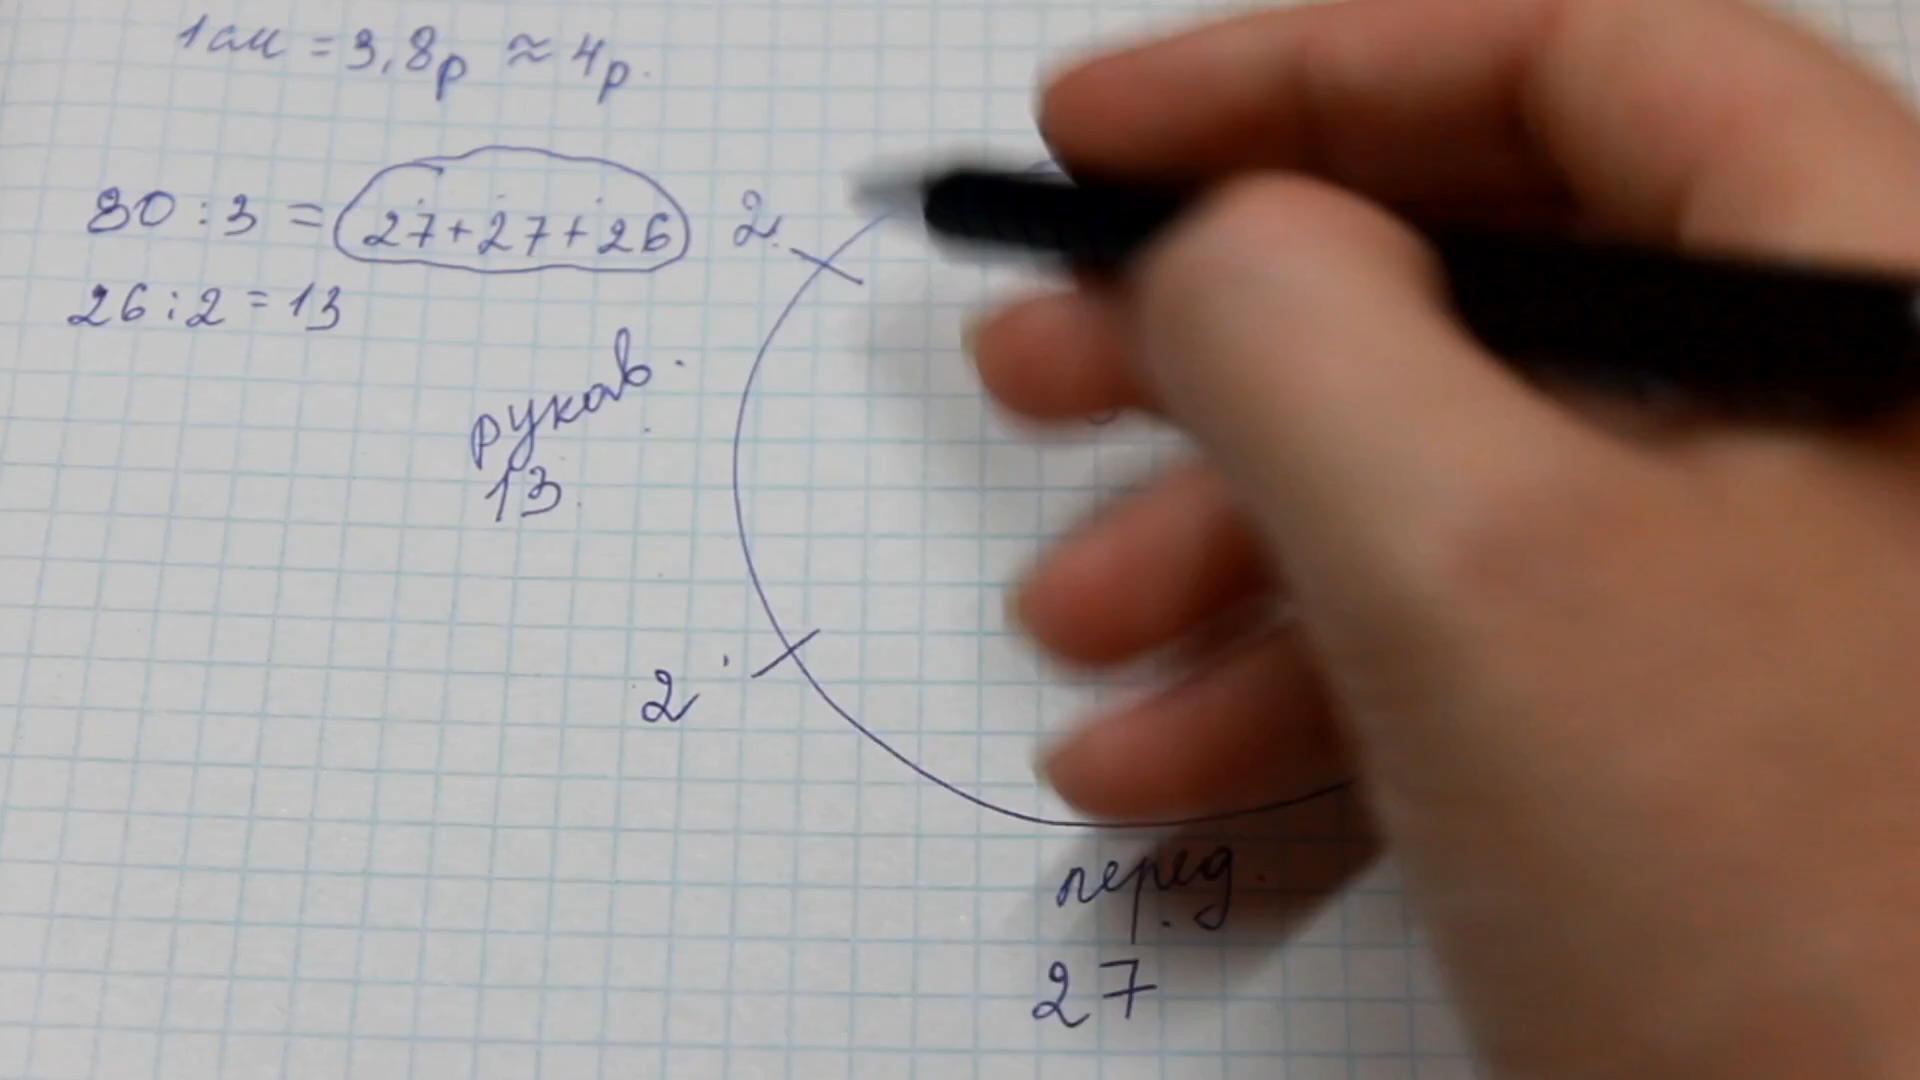 1см = 3,8р ≈ 4р.
80 : 3 = 27+27+26
2.
26 : 2 = 13
рукав.
13.
2
перед.
27